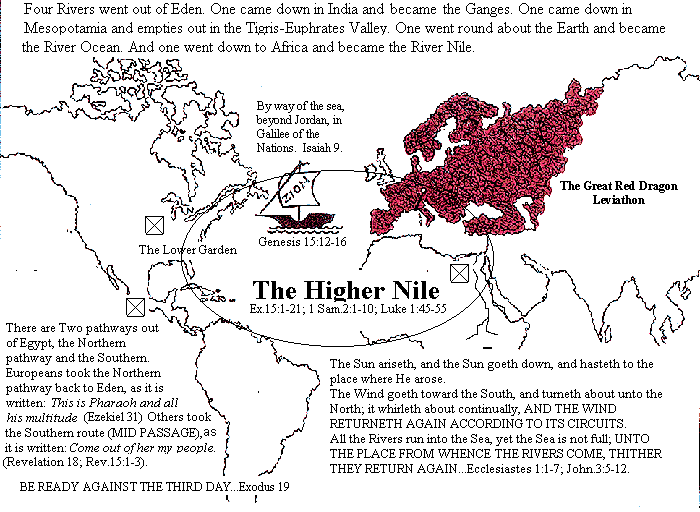 Four Rivers went out of Eden. One came down in India and became the Ganges. One came down in
Mesopotamia and empties out in the Tigris-Euphrates Valley. One went round about the Earth and became
the River Ocean. And one went down to Africa and became the River Nile.
By way of the sea,
beyond Jordan, in
Galilee of the
Nations. Isaiah 9.
ZION
Genesis 15:12-16
The Great Red Dragon
Leviathon
The Lower Garden
The Higher Nile
Ex.15:1-21; 1 Sam.2:1-10; Luke 1:45-55
There are Two pathways out
of Egypt, the Northern
pathway and the Southern.
Europeans took the Northern
pathway back to Eden, as it is
written: This is Pharaoh and all
his multitude (Ezekiel 31) Others took
the Southern route (MID PASSAGE), as
it is written: Come out of her my people.
(Revelation 18; Rev.15:1-3).
BE READY AGAINST THE THIRD DAY...Exodus 19
The Sun ariseth, and the Sun goeth down, and hasteth to the
place where He arose.
The Wind goeth toward the South, and turneth about unto the
North; it whirleth about continually, AND THE WIND
RETURNETH AGAIN ACCORDING TO ITS CIRCUITS.
All the Rivers run into the Sea, yet the Sea is not full; UNTO
THE PLACE FROM WHENCE THE RIVERS COME, THITHER
THEY RETURN AGAIN...Ecclesiastes 1:1-7; John.3:5-12.